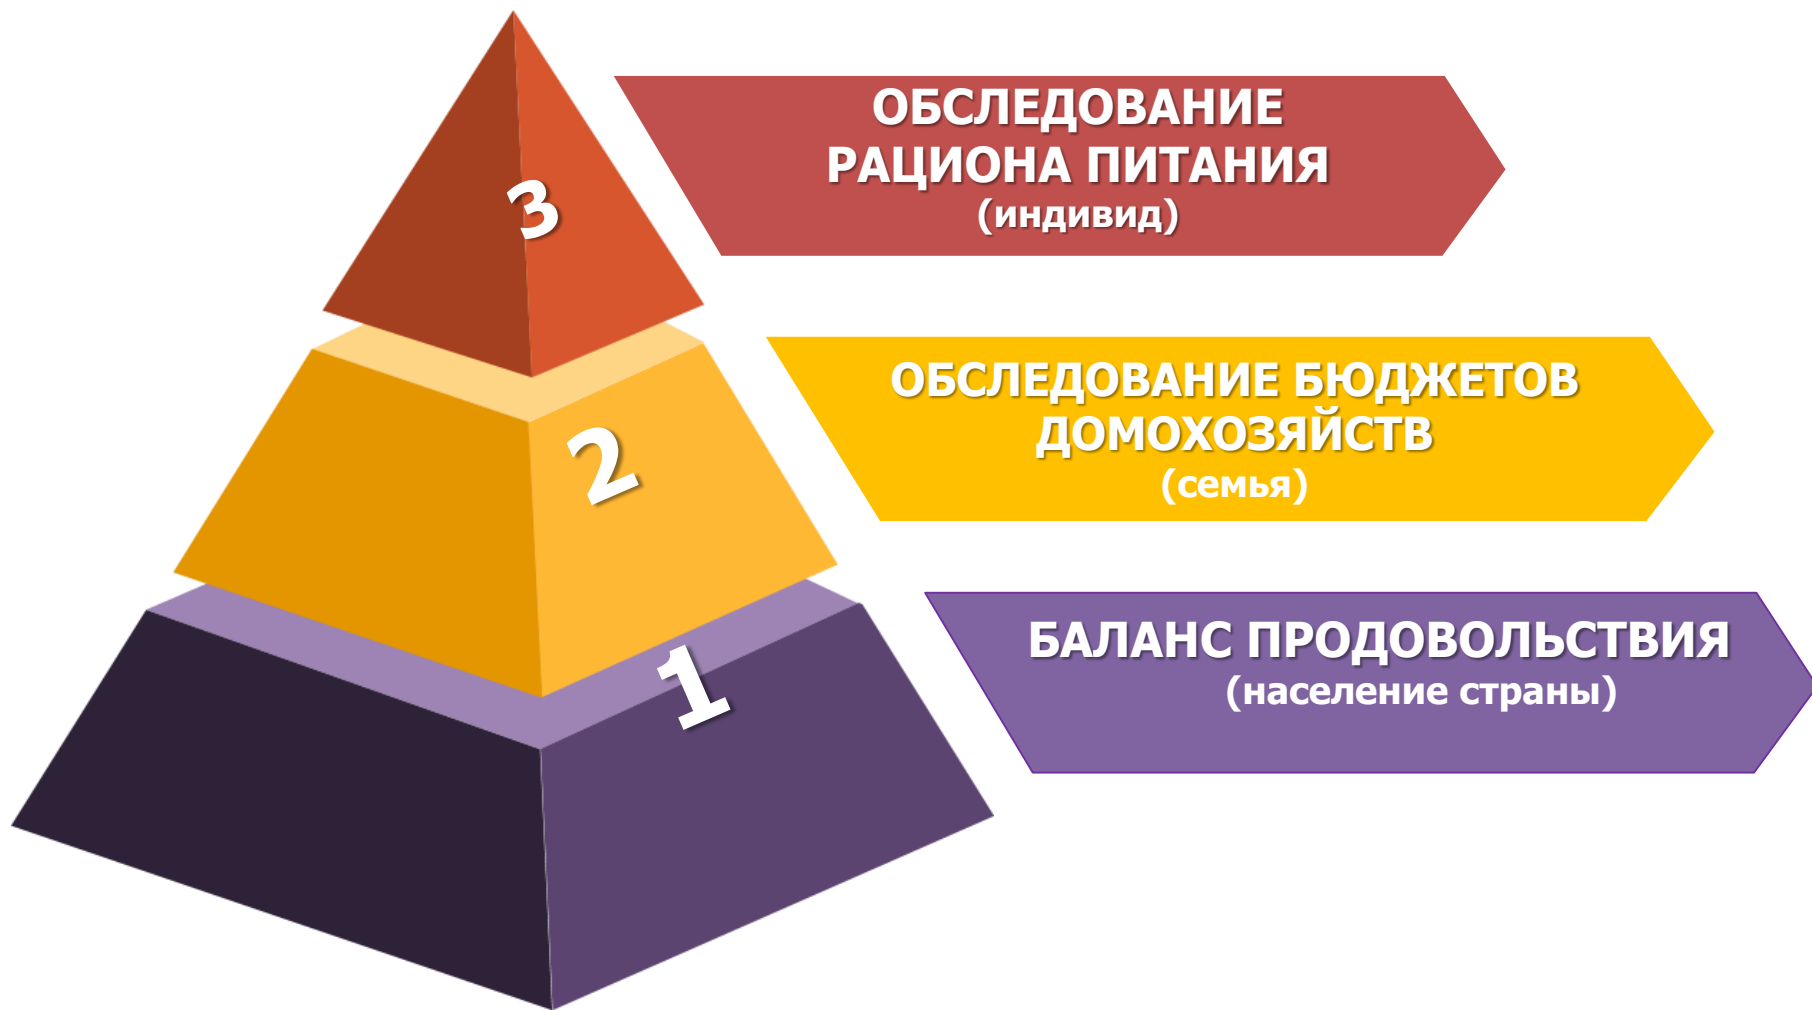 3
ОБСЛЕДОВАНИЕ
РАЦИОНА ПИТАНИЯ
(индивид)
2
ОБСЛЕДОВАНИЕ БЮДЖЕТОВ
ДОМОХОЗЯЙСТВ
(семья)
1
БАЛАНС ПРОДОВОЛЬСТВИЯ
(население страны)